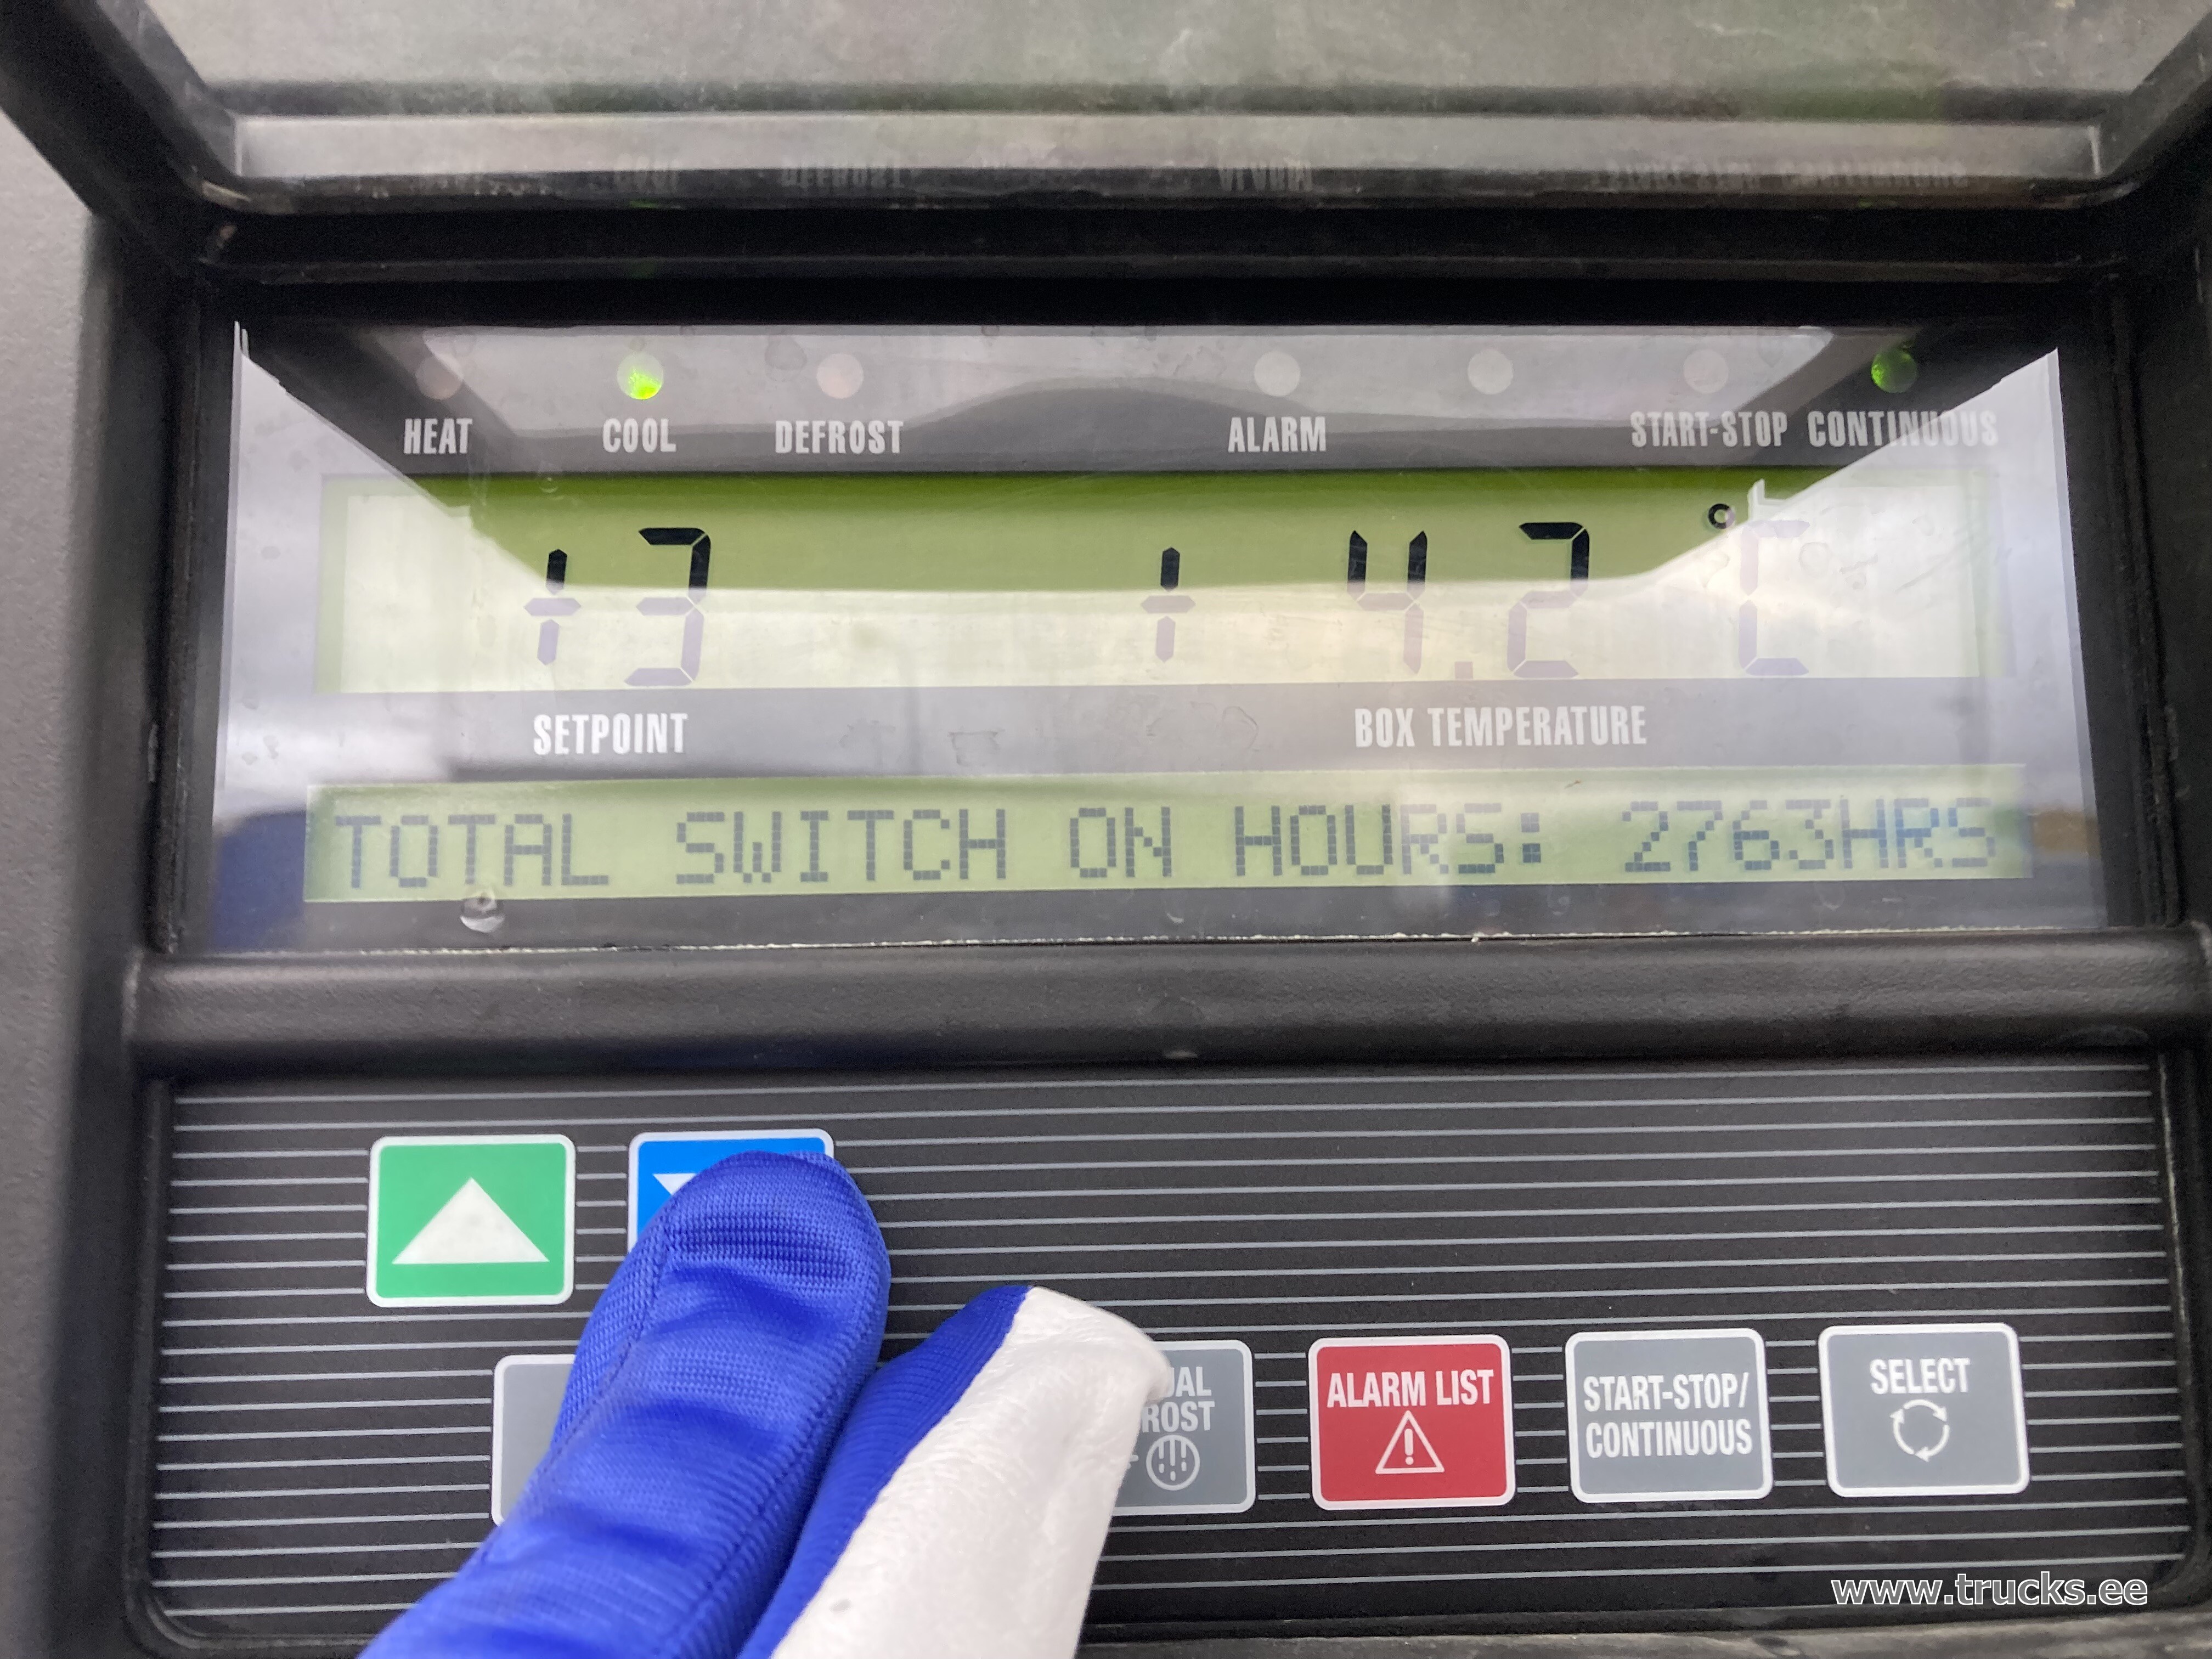 HEAT COOL DEFROST ALARM START-STOP CONTINUOUS
+3 +4.2 °C
SETPOINT BOX TEMPERATURE
TOTAL SWITCH ON HOURS: 2763HRS
ALARM LIST
START-STOP/
CONTINUOUS
SELECT
www.trucks.ee